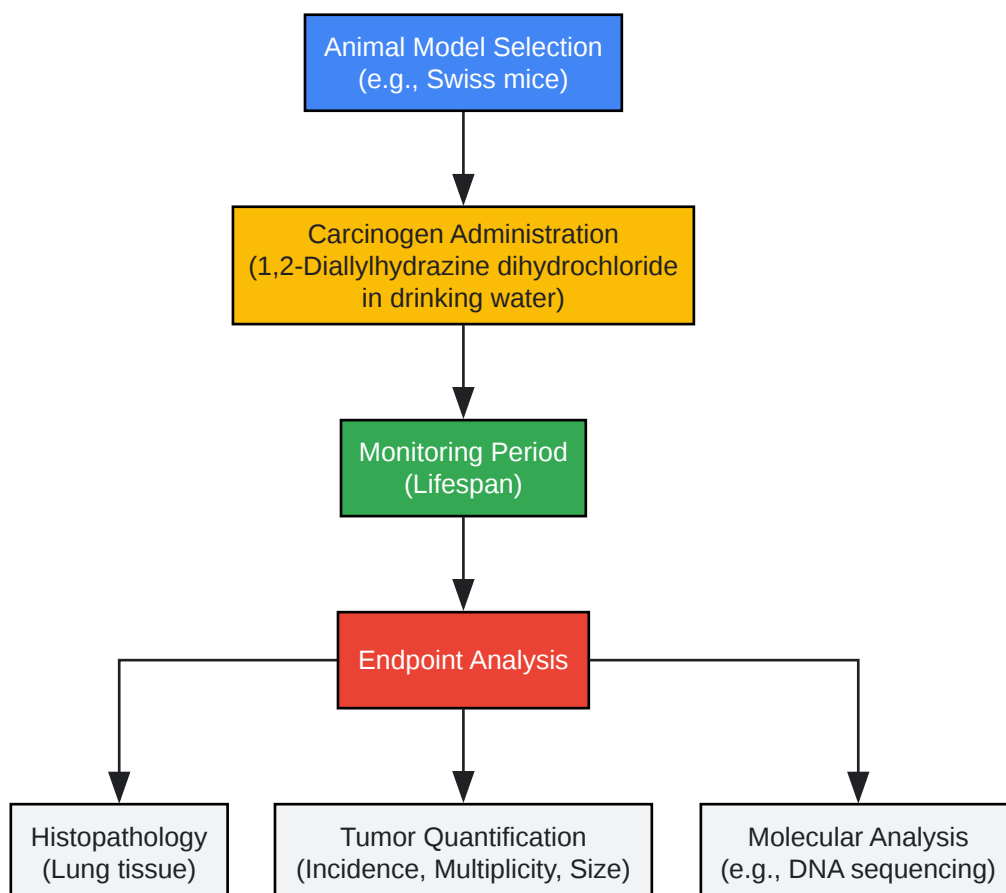 Animal Model Selection
(e.g., Swiss mice)
Carcinogen Administration
(1,2-Diallylhydrazine dihydrochloride
in drinking water)
Monitoring Period
(Lifespan)
Endpoint Analysis
Histopathology
(Lung tissue)
Tumor Quantification
(Incidence, Multiplicity, Size)
Molecular Analysis
(e.g., DNA sequencing)